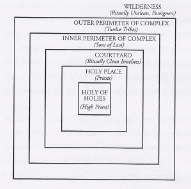 WILDERNESS
(Ritually Unclean, Foreigners)
OUTER PERIMETER OF COMPLEX
(Twelve Tribes)
INNER PERIMETER OF COMPLEX
(Sons of Levi)
COURTYARD
(Ritually Clean Israelites)
HOLY PLACE
(Priests)
HOLY OF
HOLIES
(High Priest)